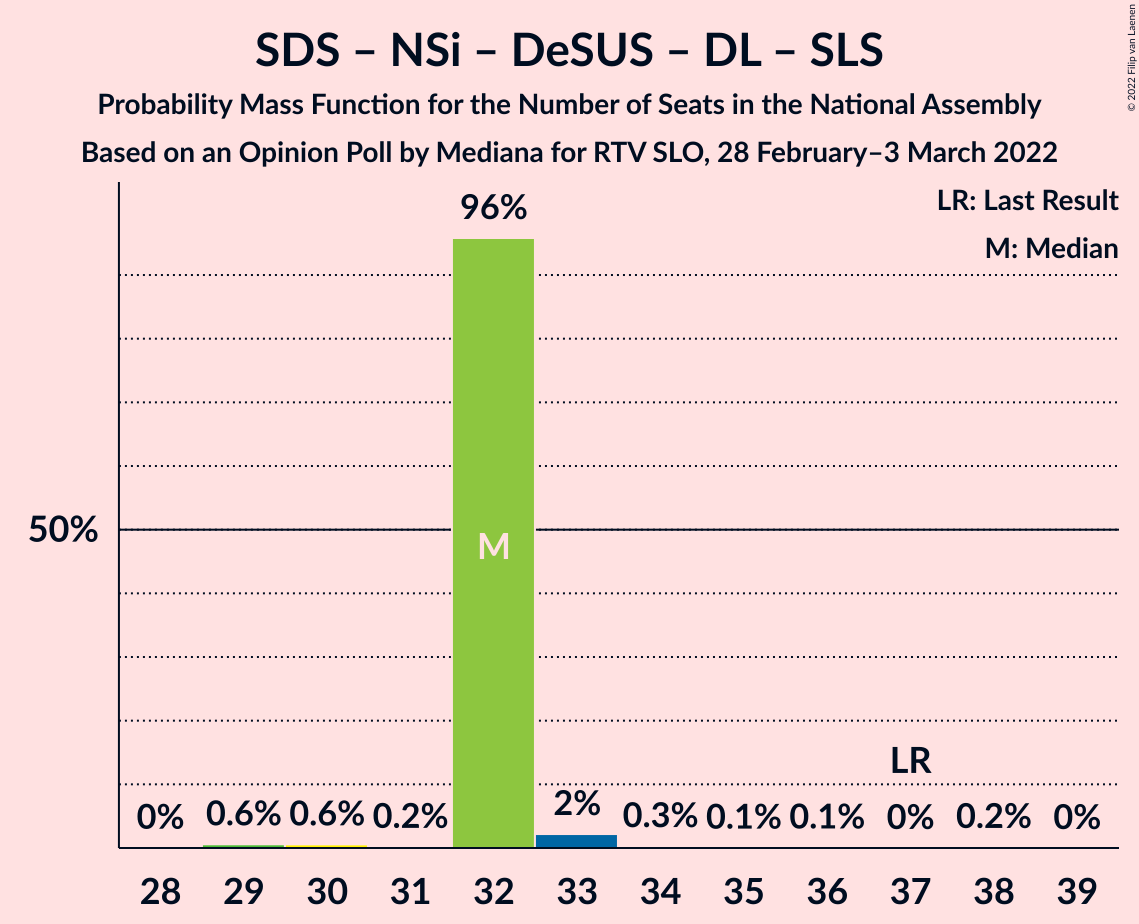 SDS – NSi – DeSUS – DL – SLS
Probability Mass Function for the Number of Seats in the National Assembly
Based on an Opinion Poll by Mediana for RTV SLO, 28 February–3 March 2022
© 2022 Filip van Laenen
LR: Last Result
M: Median
50%
0%
0.6%
0.6%
0.2%
96%
M
2%
0.3%
0.1%
0.1%
LR
0%
0.2%
0%
28 29 30 31 32 33 34 35 36 37 38 39